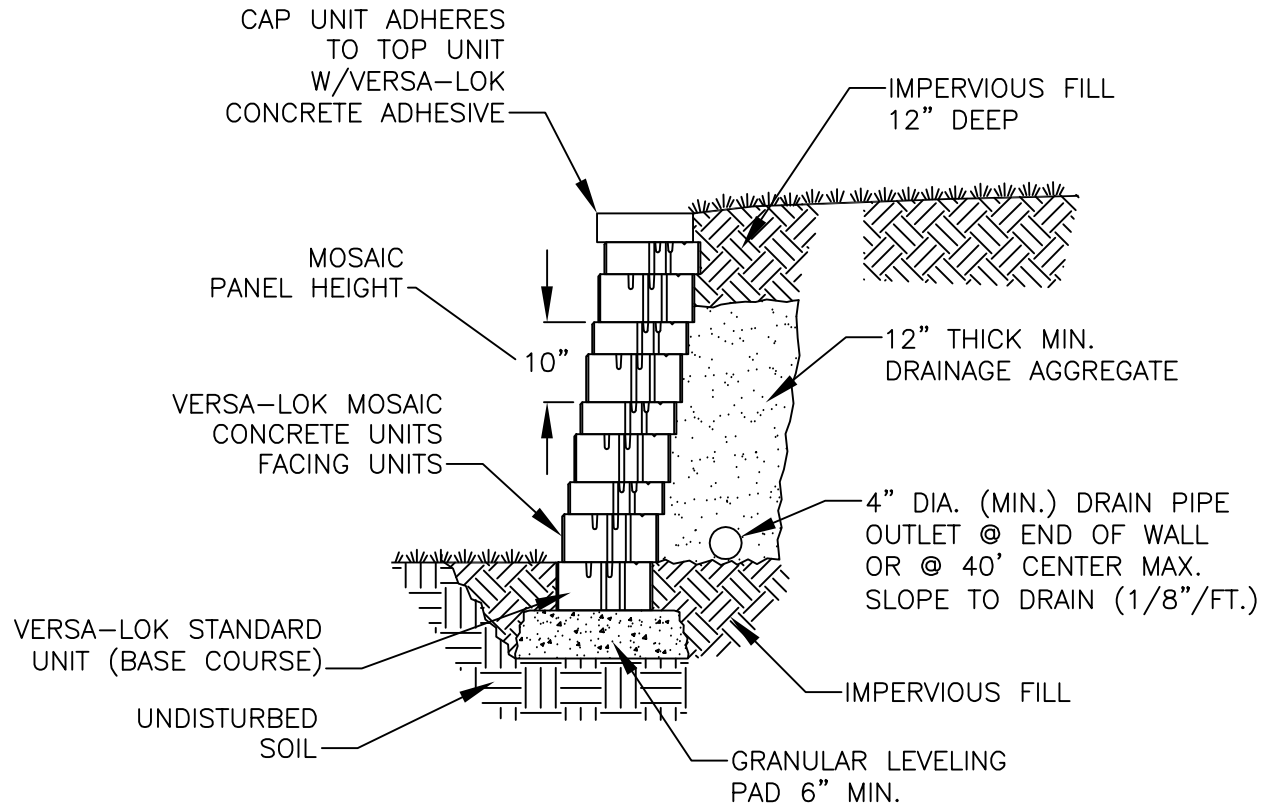 CAP UNIT ADHERES
TO TOP UNIT
W/VERSA-LOK
CONCRETE ADHESIVE
IMPERVIOUS FILL
12" DEEP
MOSAIC
PANEL HEIGHT
10"
12" THICK MIN.
DRAINAGE AGGREGATE
VERSA-LOK MOSAIC
CONCRETE UNITS
FACING UNITS
4" DIA. (MIN.) DRAIN PIPE
OUTLET @ END OF WALL
OR @ 40' CENTER MAX.
SLOPE TO DRAIN (1/8"/FT.)
VERSA-LOK STANDARD
UNIT (BASE COURSE)
IMPERVIOUS FILL
UNDISTURBED
SOIL
GRANULAR LEVELING
PAD 6" MIN.